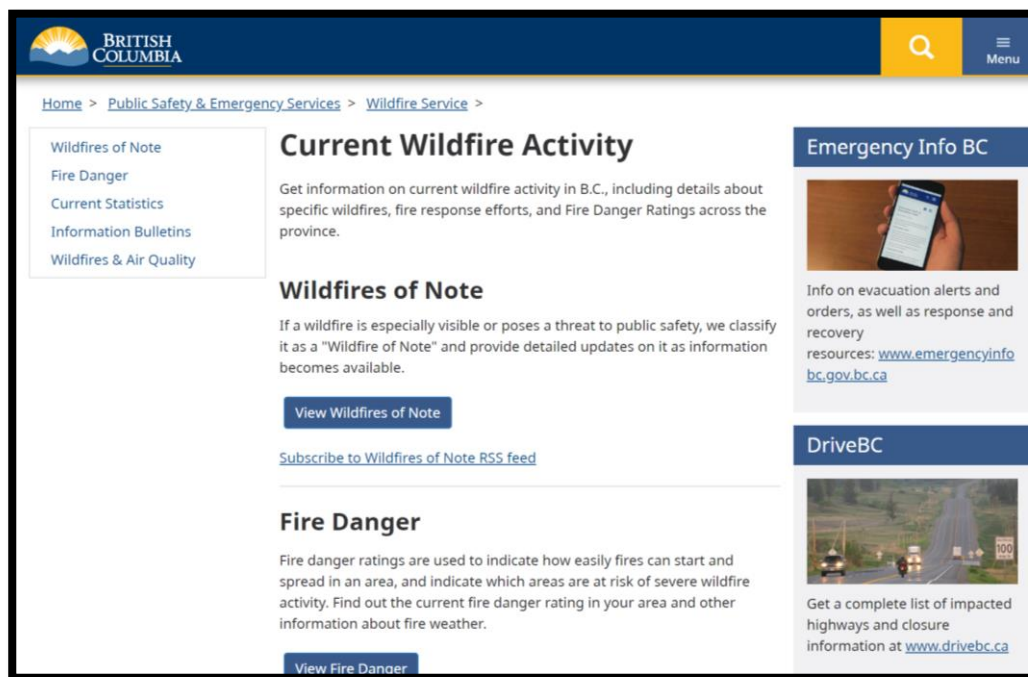 BRITISH
COLUMBIA
Menu
Home > Public Safety & Emergency Services > Wildfire Service >
Wildfires of Note
Fire Danger
Current Statistics
Information Bulletins
Wildfires & Air Quality
Current Wildfire Activity
Get information on current wildfire activity in B.C., including details about
specific wildfires, fire response efforts, and Fire Danger Ratings across the
province.
Wildfires of Note
If a wildfire is especially visible or poses a threat to public safety, we classify
it as a "Wildfire of Note" and provide detailed updates on it as information
becomes available.
View Wildfires of Note
Subscribe to Wildfires of Note RSS feed
Fire Danger
Fire danger ratings are used to indicate how easily fires can start and
spread in an area, and indicate which areas are at risk of severe wildfire
activity. Find out the current fire danger rating in your area and other
information about fire weather.
View Fire Danger
Emergency Info BC
Info on evacuation alerts and
orders, as well as response and
recovery
resources: www.emergencyinfo
bc.gov.bc.ca
DriveBC
100
Get a complete list of impacted
highways and closure
information at www.drivebc.ca